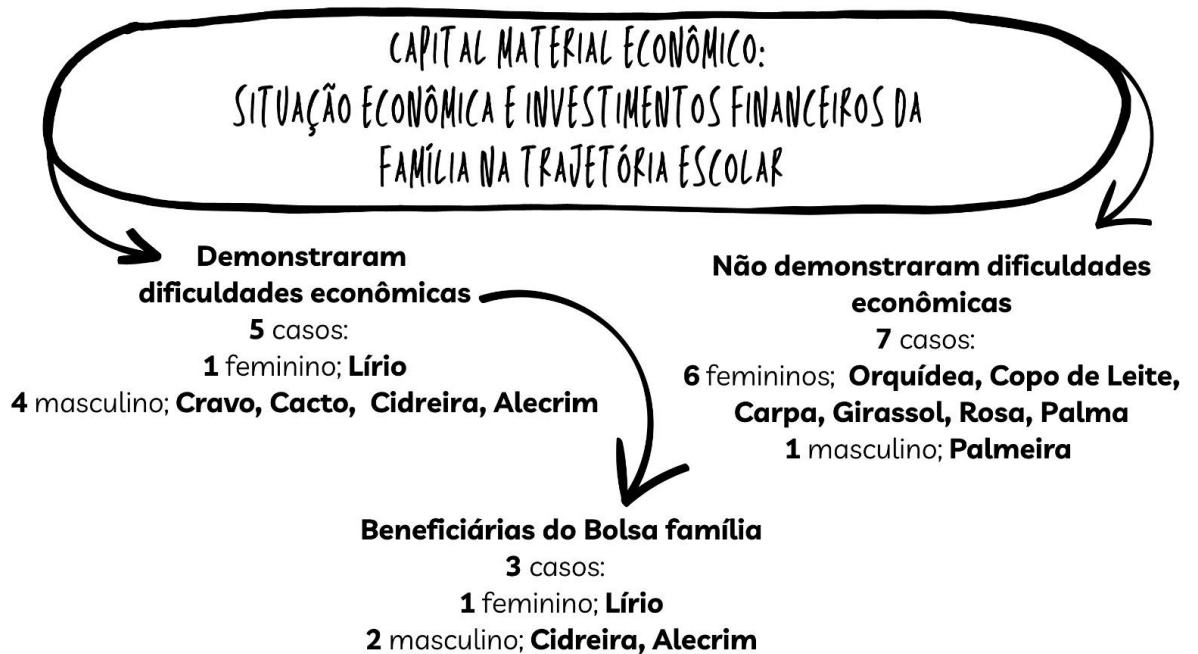 CAPITAL MATERIAL ECONÔMICO:
SITUAÇÃO ECONÔMICA E INVESTIMENTOS FINANCEIROS DA
FAMÍLIA NA TRAJETÓRIA ESCOLAR
Demonstraram
dificuldades econômicas
5 casos:
1 feminino; Lírio
4 masculino; Cravo, Cacto, Cidreira, Alecrim
Não demonstraram dificuldades
econômicas
7 casos:
6 femininos; Orquídea, Copo de Leite,
Carpa, Girassol, Rosa, Palma
1 masculino; Palmeira
Beneficiárias do Bolsa família
3 casos:
1 feminino; Lírio
2 masculino; Cidreira, Alecrim